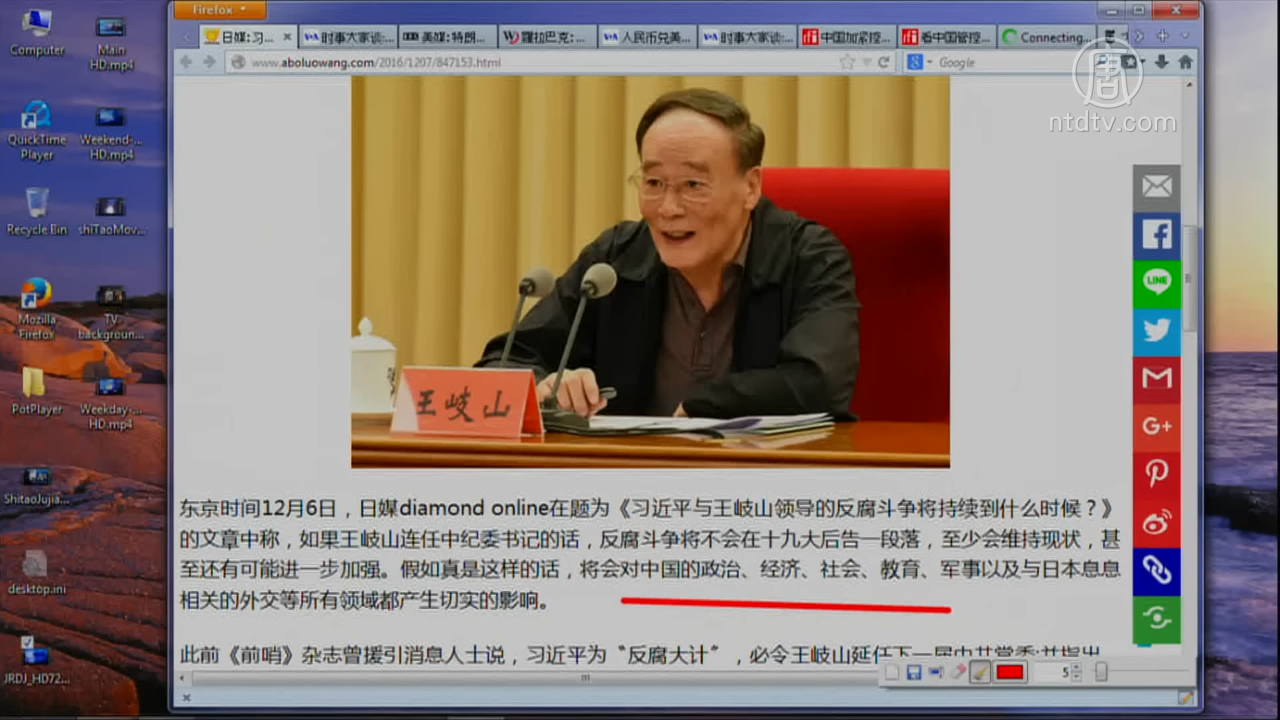 Firefox
日媒:习...
VOA 时事大家谈:...
美媒:特朗...
羅拉巴克:...
VOA 人民币兑美...
VOA 时事大家谈:...
rfi 中国加紧控...
rfi 看中国管控...
Connecting...
www.aboluowang.com/2016/1207/847153.html
Google
ntdtv.com
Computer
Main HD.mp4
QuickTime Player
Weekend-... HD.mp4
Recycle Bin
shiTaoMov...
Mozilla Firefox
TV background...
PotPlayer
Weekday-... HD.mp4
ShitaoJujia...
desktop.ini
JRDJ_HD72...
王岐山
LINE
G+
东京时间12月6日，日媒diamond online在题为《习近平与王岐山领导的反腐斗争将持续到什么时候？》
的文章中称，如果王岐山连任中纪委书记的话，反腐斗争将不会在十九大后告一段落，至少会维持现状，甚
至还有可能进一步加强。假如真是这样的话，将会对中国的政治、经济、社会、教育、军事以及与日本息息
相关的外交等所有领域都产生切实的影响。
此前《前哨》杂志曾援引消息人士说，习近平为“反腐大计”，必令王岐山延任下一届中共常委;并指出
5